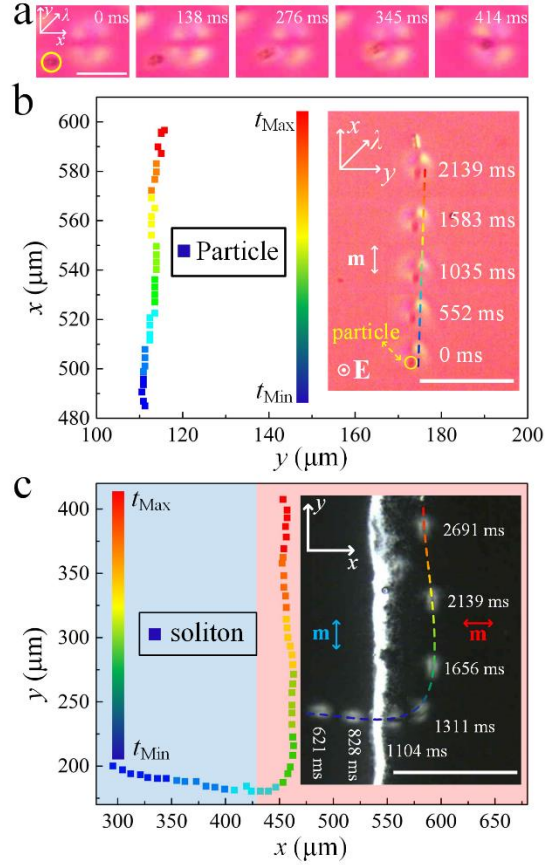 a
y
λ
x
0 ms
138 ms
276 ms
345 ms
414 ms
b
600
580
560
540
520
500
480
x (μm)
100
120
140
160
180
200
y (μm)
tMax
tMin
Particle
x
λ
y
m
2139 ms
1583 ms
1035 ms
552 ms
0 ms
particle
E
c
400
350
300
250
200
y (μm)
300
350
400
450
500
550
600
650
x (μm)
tMax
tMin
soliton
y
x
m
m
2691 ms
2139 ms
1656 ms
1311 ms
1104 ms
828 ms
621 ms